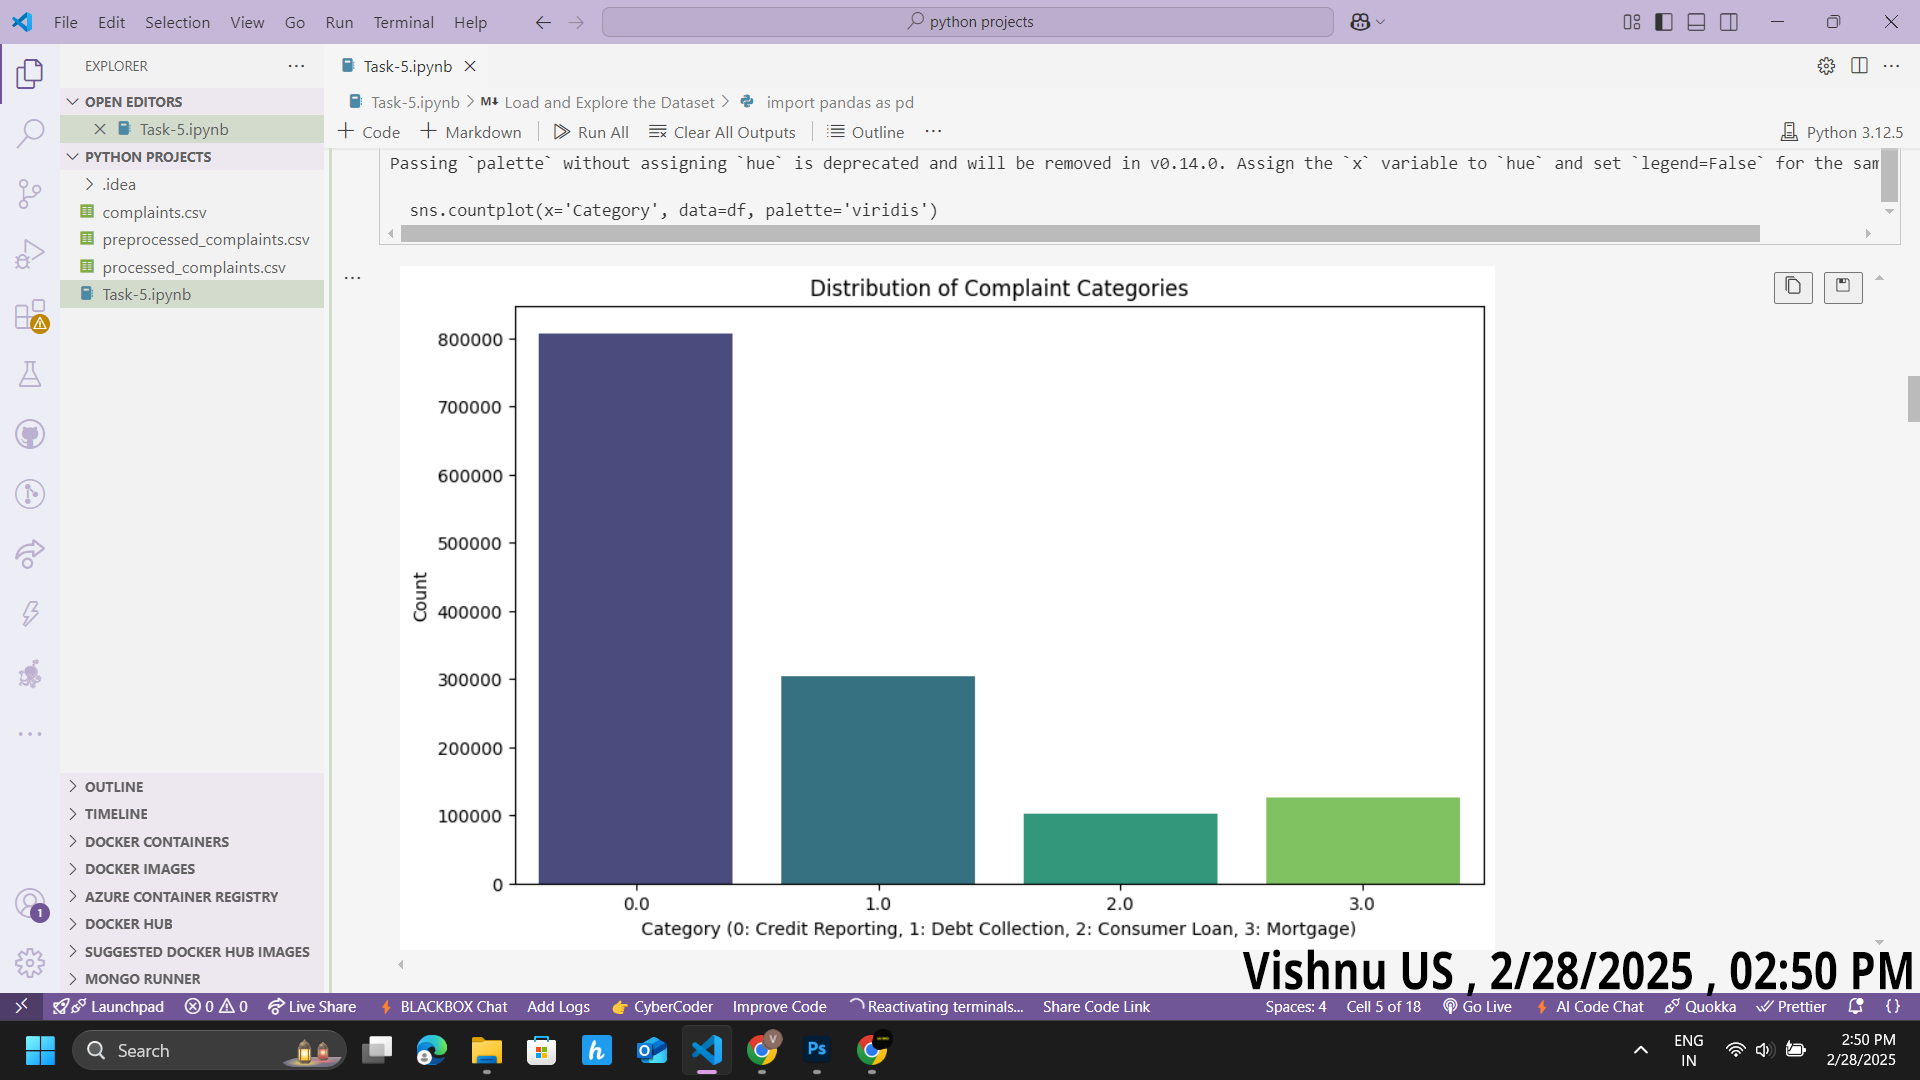 File Edit Selection View Go Run Terminal Help
python projects
EXPLORER
OPEN EDITORS
Task-5.ipynb
PYTHON PROJECTS
.idea
complaints.csv
preprocessed_complaints.csv
processed_complaints.csv
Task-5.ipynb
OUTLINE
TIMELINE
DOCKER CONTAINERS
DOCKER IMAGES
AZURE CONTAINER REGISTRY
DOCKER HUB
SUGGESTED DOCKER HUB IMAGES
MONGO RUNNER
1
Task-5.ipynb
Task-5.ipynb > M↓ Load and Explore the Dataset > import pandas as pd
+ Code + Markdown Run All Clear All Outputs Outline ...
Python 3.12.5
Passing `palette` without assigning `hue` is deprecated and will be removed in v0.14.0. Assign the `x` variable to `hue` and set `legend=False` for the sam
sns.countplot(x='Category', data=df, palette='viridis')
Distribution of Complaint Categories
800000
700000
600000
500000
400000
300000
200000
100000
0
Count
0.0 1.0 2.0 3.0
Category (0: Credit Reporting, 1: Debt Collection, 2: Consumer Loan, 3: Mortgage)
Vishnu US , 2/28/2025 , 02:50 PM
Launchpad 0 0 Live Share BLACKBOX Chat Add Logs CyberCoder Improve Code Reactivating terminals... Share Code Link Spaces: 4 Cell 5 of 18 Go Live AI Code Chat Quokka Prettier {}
Search
h
Ps
V
ENG
IN
2:50 PM
2/28/2025